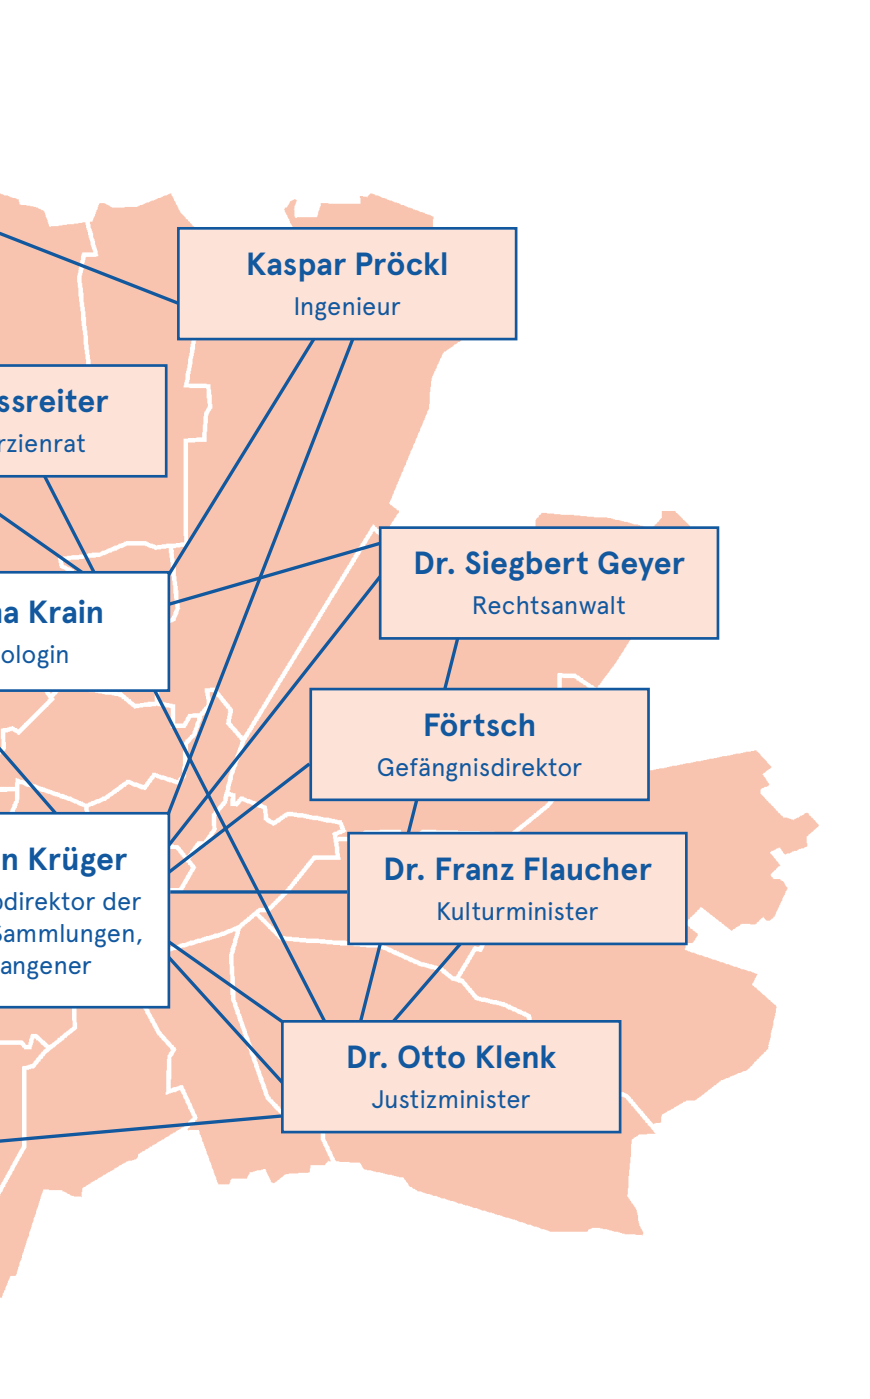 Kaspar Pröckl
Ingenieur
ssreiter
rzienrat
Dr. Siegbert Geyer
Rechtsanwalt
na Krain
ologin
Förtsch
Gefängnisdirektor
n Krüger
direktor der
Sammlungen,
angener
Dr. Franz Flaucher
Kulturminister
Dr. Otto Klenk
Justizminister